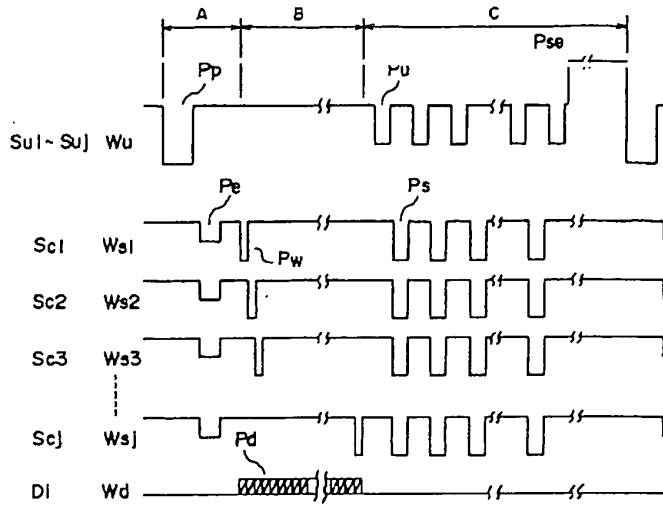 A B C
Pse
Pp Pu
Su1~Suj Wu
Pe Ps
Sc1 Ws1
Pw
Sc2 Ws2
Sc3 Ws3
Scj Wsj
Pd
Di Wd